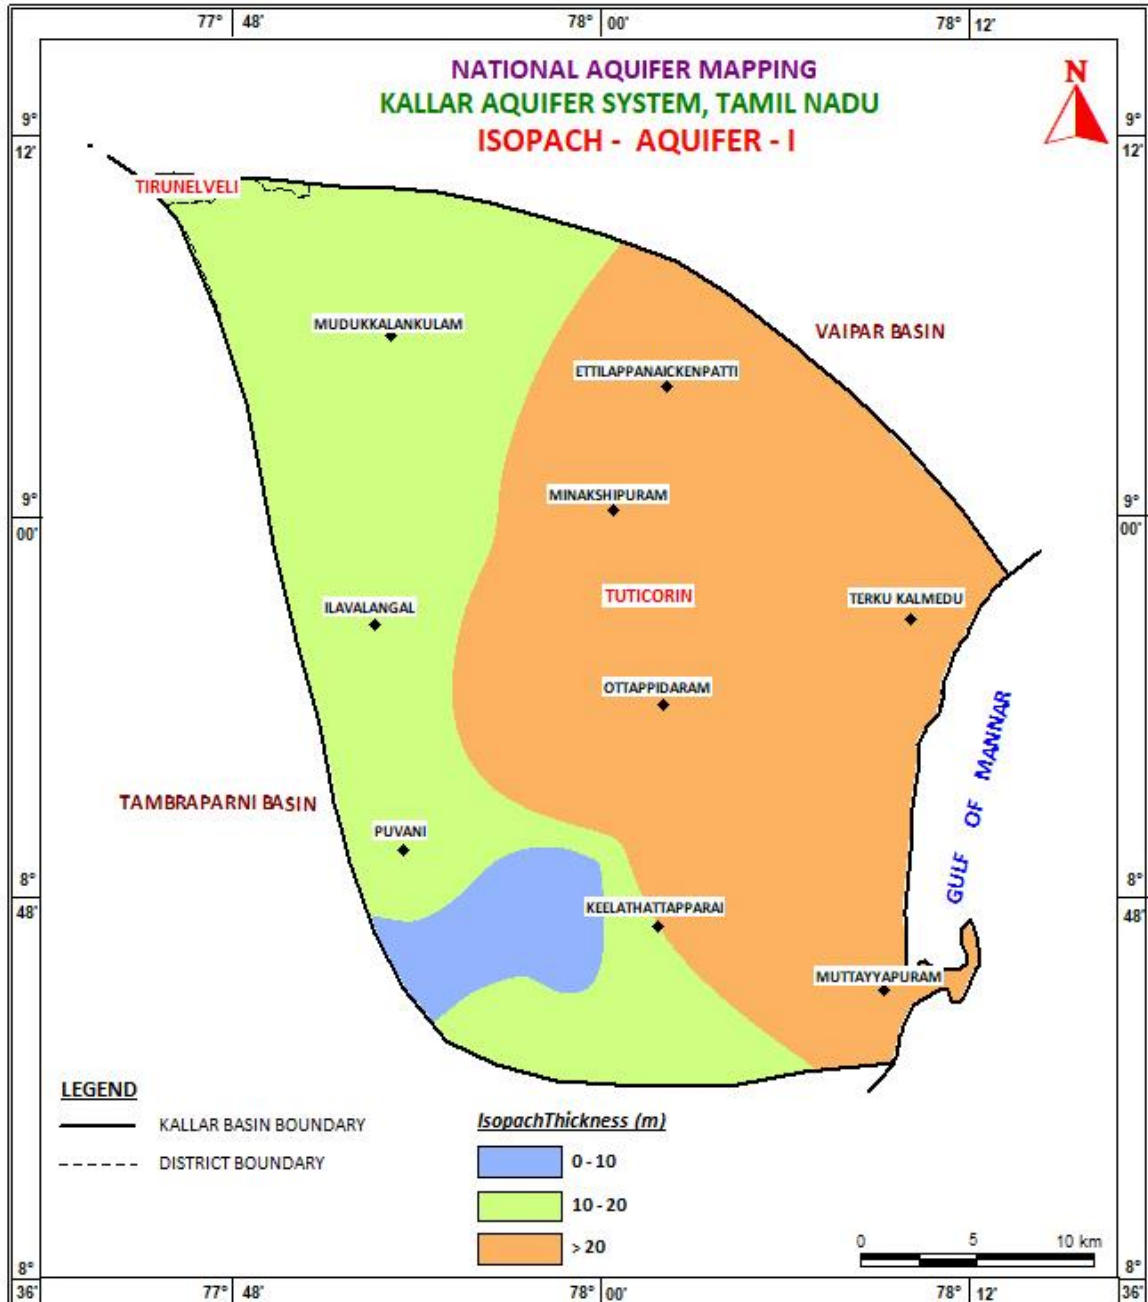 77° 48'
78° 00'
78° 12'
NATIONAL AQUIFER MAPPING
KALLAR AQUIFER SYSTEM, TAMIL NADU
ISOPACH - AQUIFER - I
N
9°
12'
9°
12'
TIRUNELVELI
MUDUKKALANKULAM
VAIPAR BASIN
ETTILAPPANAICKENPATTI
MINAKSHIPURAM
9°
00'
9°
00'
TUTICORIN
ILAVALANGAL
TERKU KALMEDU
OTTAPPIDARAM
GULF OF MANNAR
TAMBRAPARNI BASIN
PUVANI
8°
48'
8°
48'
KEELATHATTAPPARAI
MUTTAYYAPURAM
LEGEND
KALLAR BASIN BOUNDARY
DISTRICT BOUNDARY
IsopachThickness (m)
0 - 10
10 - 20
> 20
0 5 10 km
8°
36'
8°
36'
77° 48'
78° 00'
78° 12'